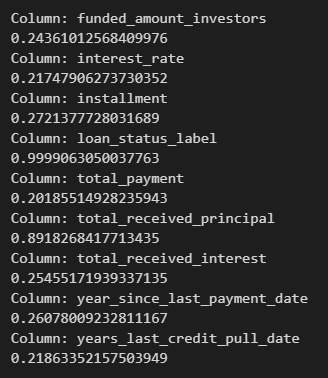 Column: funded_amount_investors
0.24361012568409976
Column: interest_rate
0.21747906273730352
Column: installment
0.2721377728031689
Column: loan_status_label
0.9999063050037763
Column: total_payment
0.20185514928235943
Column: total_received_principal
0.8918268417713435
Column: total_received_interest
0.25455171939337135
Column: year_since_last_payment_date
0.26078009232811167
Column: years_last_credit_pull_date
0.21863352157503949